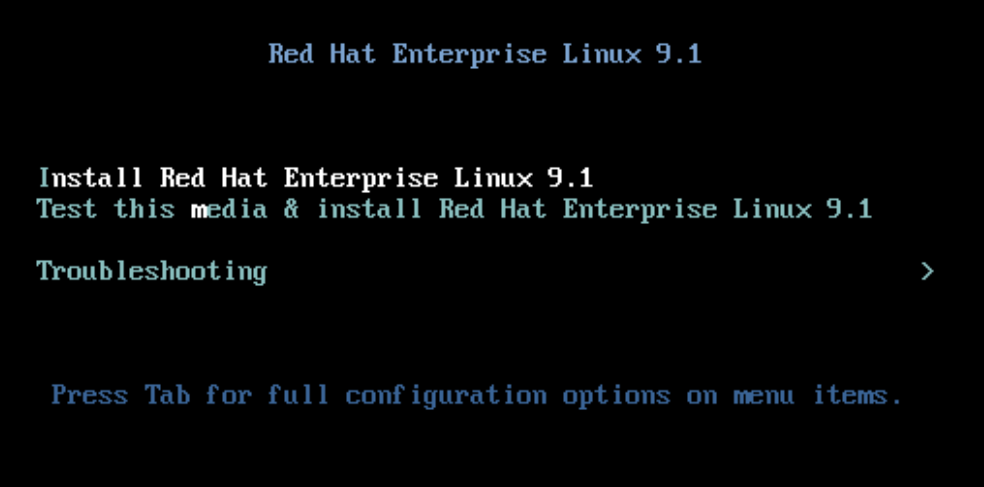 Red Hat Enterprise Linux 9.1
Install Red Hat Enterprise Linux 9.1
Test this media & install Red Hat Enterprise Linux 9.1
Troubleshooting >
Press Tab for full configuration options on menu items.